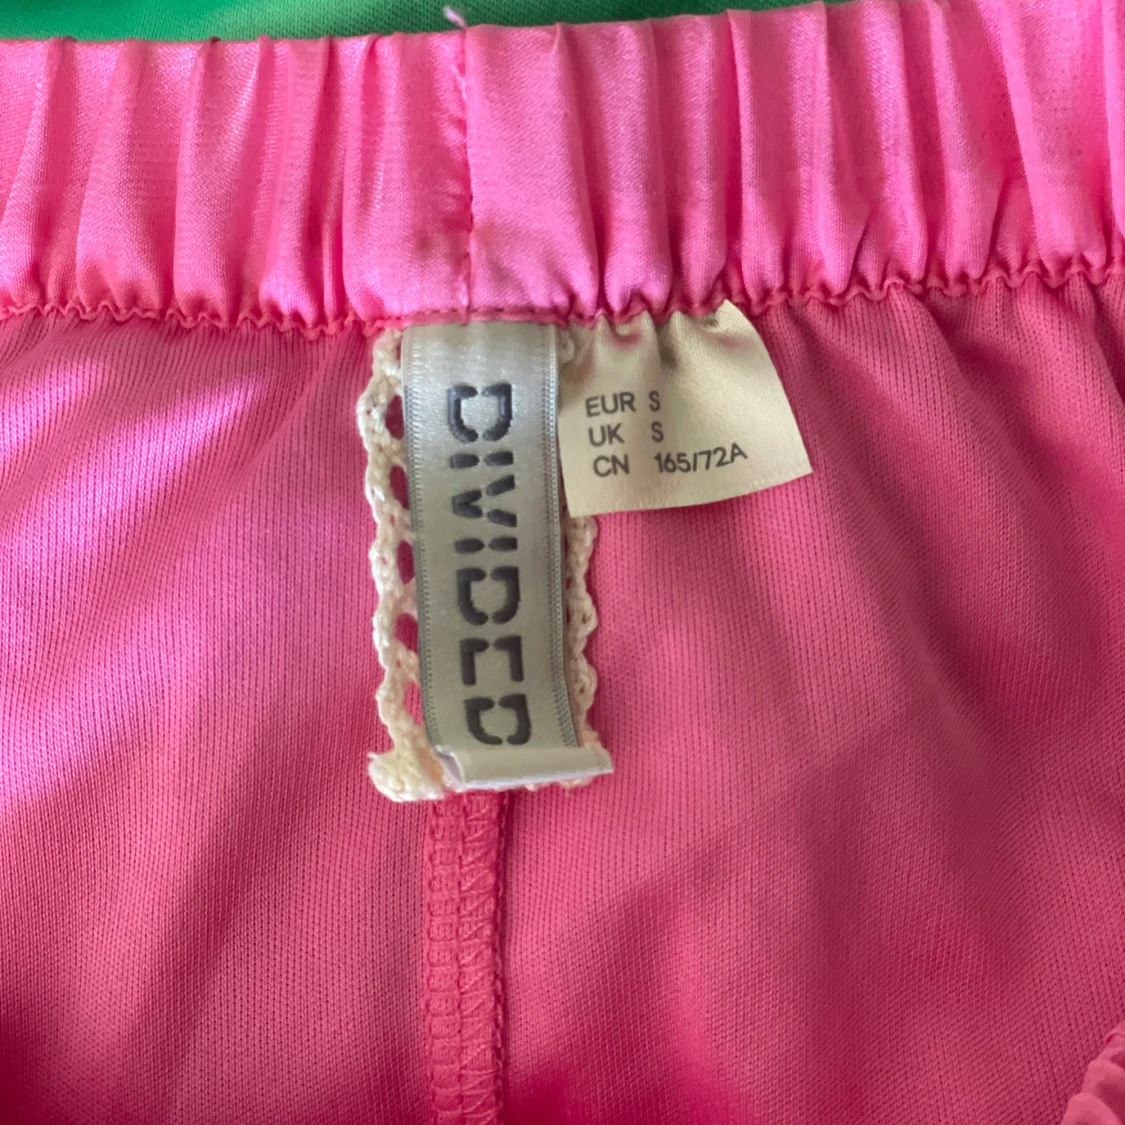 DIVIDED
EUR S
UK S
CN 165/72A